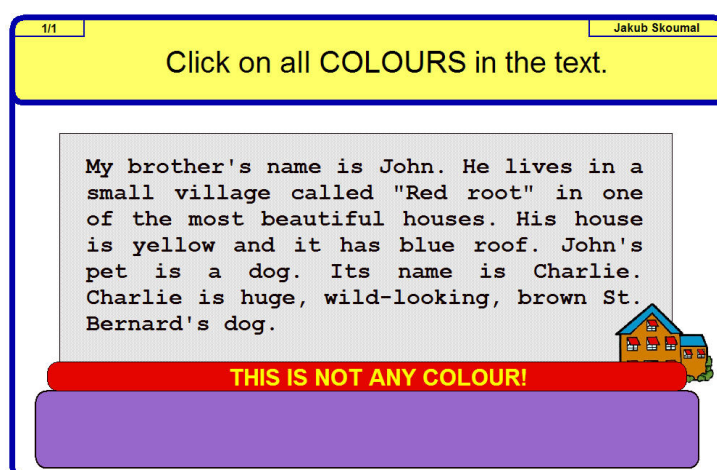 1/1
Jakub Skoumal
Click on all COLOURS in the text.
My brother's name is John. He lives in a
small village called "Red root" in one
of the most beautiful houses. His house
is yellow and it has blue roof. John's
pet is a dog. Its name is Charlie.
Charlie is huge, wild-looking, brown St.
Bernard's dog.
THIS IS NOT ANY COLOUR!